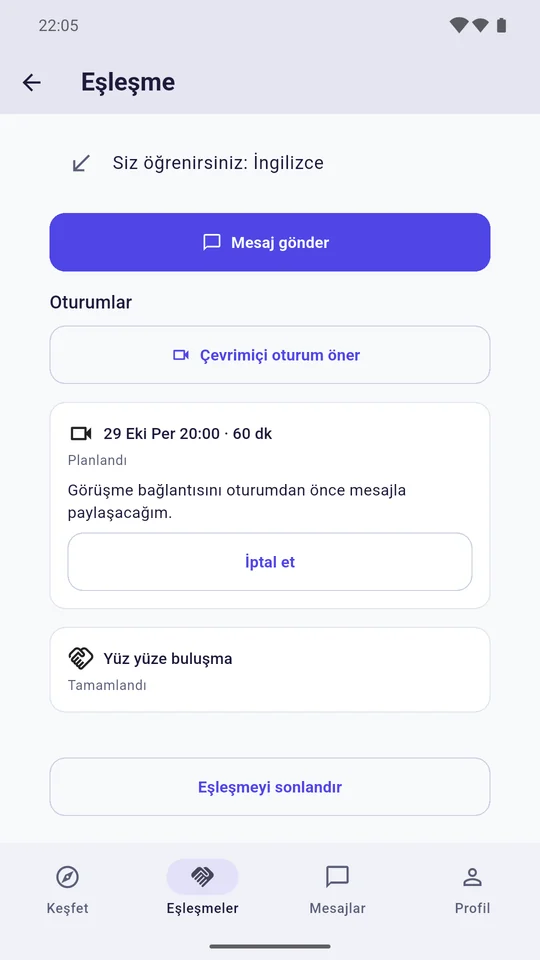 22:05
Eşleşme
Siz öğrenirsiniz: İngilizce
Mesaj gönder
Oturumlar
Çevrimiçi oturum öner
29 Eki Per 20:00 · 60 dk
Planlandı
Görüşme bağlantısını oturumdan önce mesajla
paylaşacağım.
İptal et
Yüz yüze buluşma
Tamamlandı
Eşleşmeyi sonlandır
Keşfet
Eşleşmeler
Mesajlar
Profil